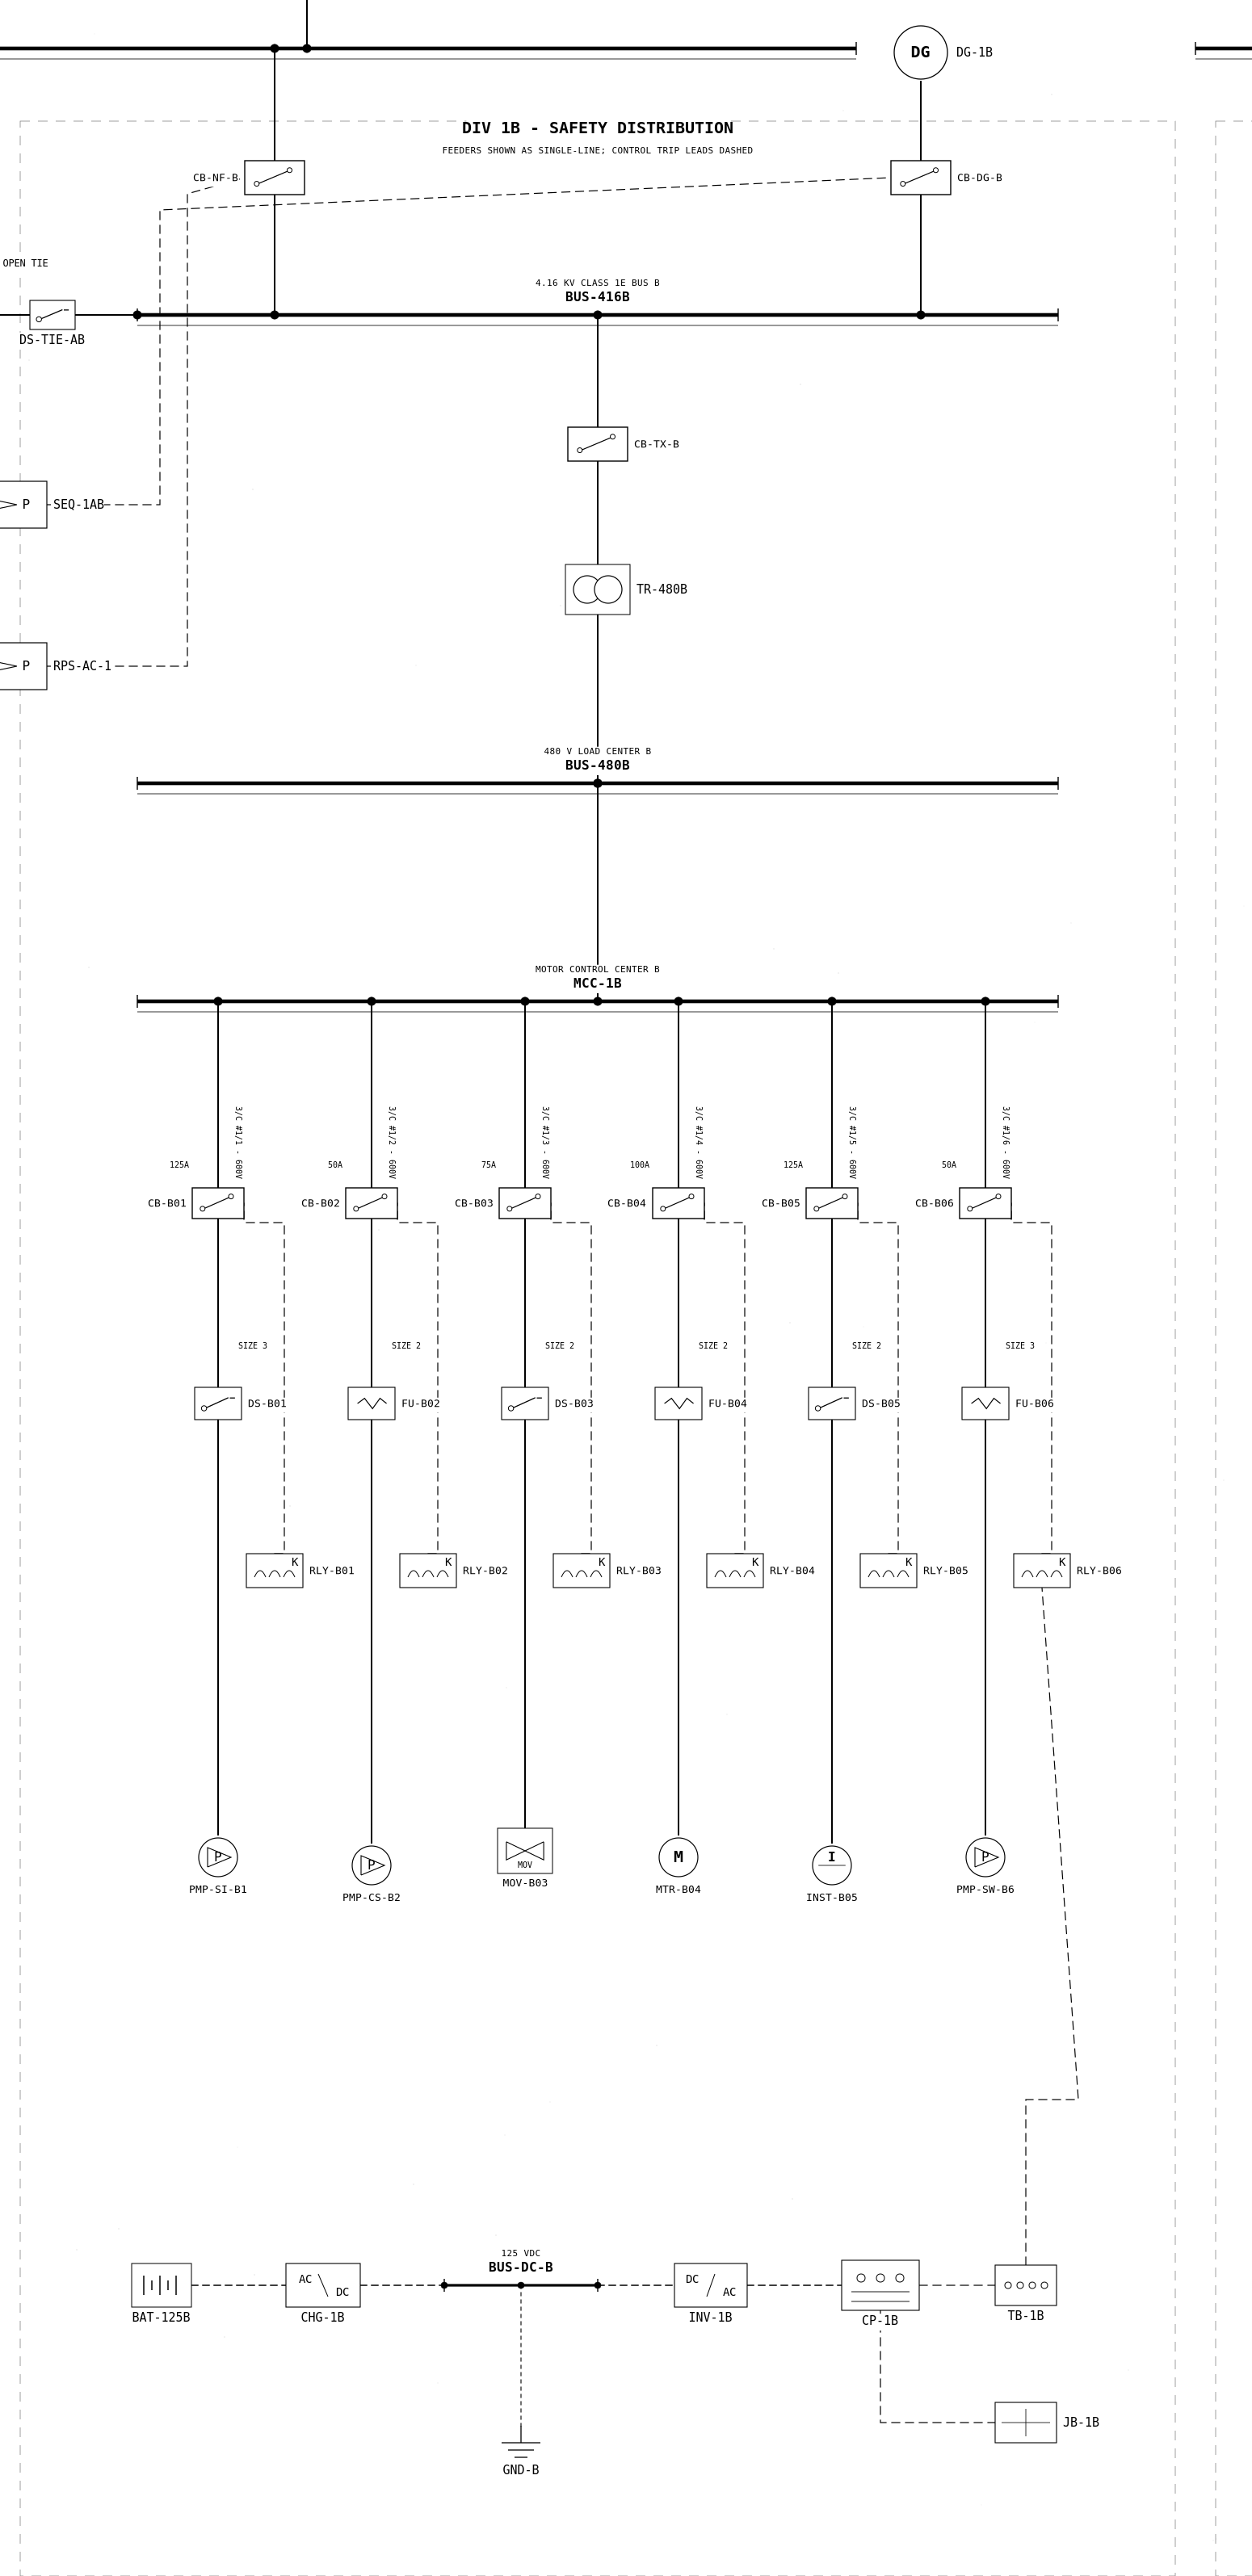 DG
DG-1B
DIV 1B - SAFETY DISTRIBUTION
FEEDERS SHOWN AS SINGLE-LINE; CONTROL TRIP LEADS DASHED
CB-NF-B
CB-DG-B
OPEN TIE
4.16 KV CLASS 1E BUS B
BUS-416B
DS-TIE-AB
CB-TX-B
P
SEQ-1AB
TR-480B
P
RPS-AC-1
480 V LOAD CENTER B
BUS-480B
MOTOR CONTROL CENTER B
MCC-1B
3/C #1/1 - 600V
3/C #1/2 - 600V
3/C #1/3 - 600V
3/C #1/4 - 600V
3/C #1/5 - 600V
3/C #1/6 - 600V
125A
50A
75A
100A
125A
50A
CB-B01
CB-B02
CB-B03
CB-B04
CB-B05
CB-B06
SIZE 3
SIZE 2
SIZE 2
SIZE 2
SIZE 2
SIZE 3
DS-B01
FU-B02
DS-B03
FU-B04
DS-B05
FU-B06
K
RLY-B01
K
RLY-B02
K
RLY-B03
K
RLY-B04
K
RLY-B05
K
RLY-B06
P
PMP-SI-B1
P
PMP-CS-B2
MOV
MOV-B03
M
MTR-B04
I
INST-B05
P
PMP-SW-B6
125 VDC
BUS-DC-B
BAT-125B
AC
DC
CHG-1B
DC
AC
INV-1B
CP-1B
TB-1B
JB-1B
GND-B